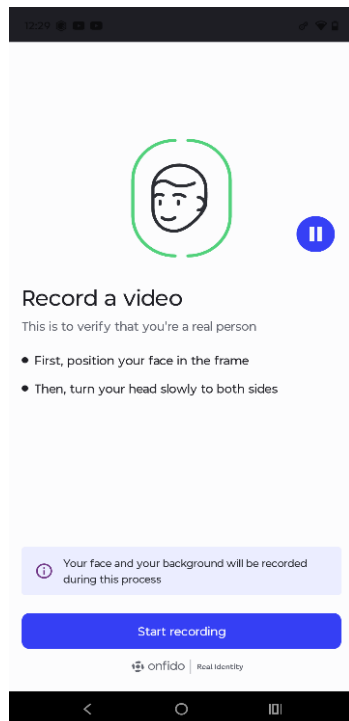 12:29
Record a video
This is to verify that you're a real person
First, position your face in the frame
Then, turn your head slowly to both sides
Your face and your background will be recorded
during this process
Start recording
onfido Real Identity